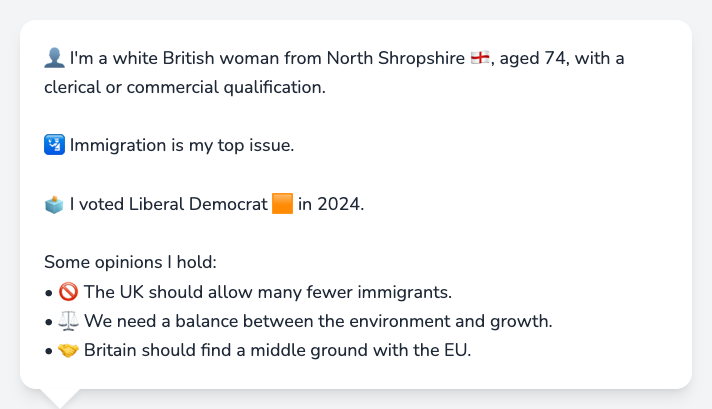 👤 I'm a white British woman from North Shropshire 🏴󠁧󠁢󠁥󠁮󠁧󠁿, aged 74, with a
clerical or commercial qualification.
🛂 Immigration is my top issue.
🗳️ I voted Liberal Democrat 🟧 in 2024.
Some opinions I hold:
• 🚫 The UK should allow many fewer immigrants.
• ⚖️ We need a balance between the environment and growth.
• 🤝 Britain should find a middle ground with the EU.